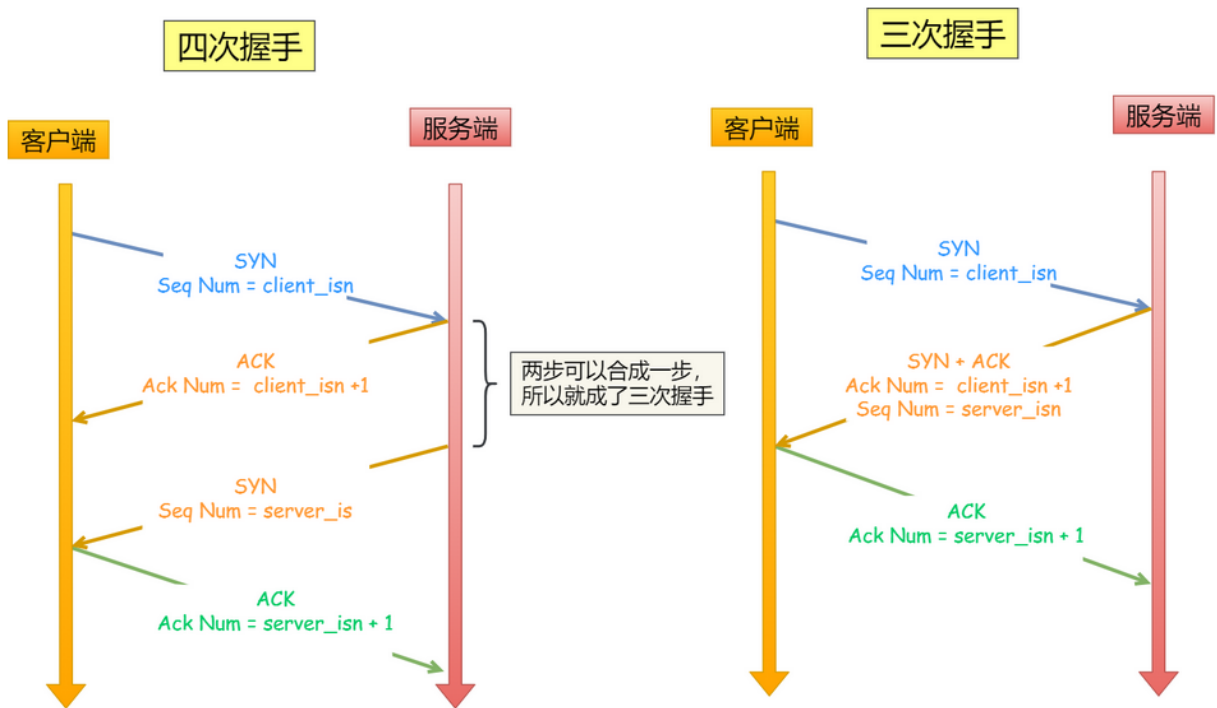 四次握手
客户端
服务端
SYN
Seq Num = client_isn
ACK
Ack Num =  client_isn +1
两步可以合成一步，
所以就成了三次握手
SYN
Seq Num = server_is
ACK
Ack Num = server_isn + 1
三次握手
客户端
服务端
SYN
Seq Num = client_isn
SYN + ACK
Ack Num =  client_isn +1
Seq Num = server_isn
ACK
Ack Num = server_isn + 1